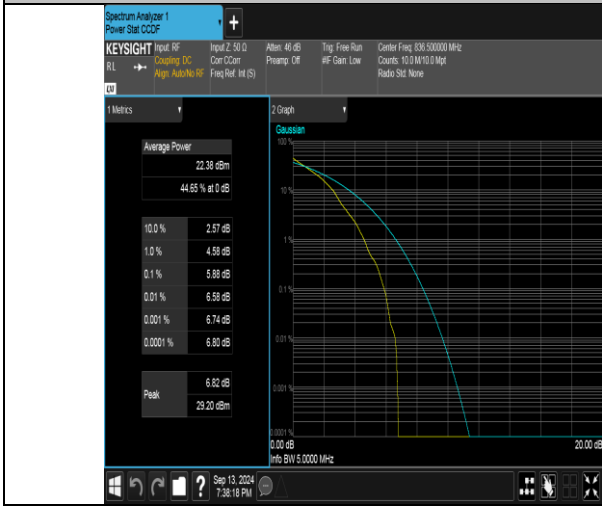 Spectrum Analyzer 1
Power Stat CCDF
+
KEYSIGHT Input: RF Input Z: 50 Ω Atten: 46 dB Trig: Free Run Center Freq: 836.500000 MHz
RL Coupling: DC Corr CCorr Preamp: Off #IF Gain: Low Counts: 10.0 M/10.0 Mpt
Align: Auto/No RF Freq Ref: Int (S) Radio Std: None
LXI
1 Metrics
2 Graph
Gaussian
Average Power
22.38 dBm
44.65 % at 0 dB
10.0 % 2.57 dB
1.0 % 4.58 dB
0.1 % 5.88 dB
0.01 % 6.58 dB
0.001 % 6.74 dB
0.0001 % 6.80 dB
Peak 6.82 dB
29.20 dBm
100 %
10 %
1 %
0.1 %
0.01 %
0.001 %
0.0001 %
0.00 dB 20.00 dB
Info BW 5.0000 MHz
? Sep 13, 2024
7:38:18 PM